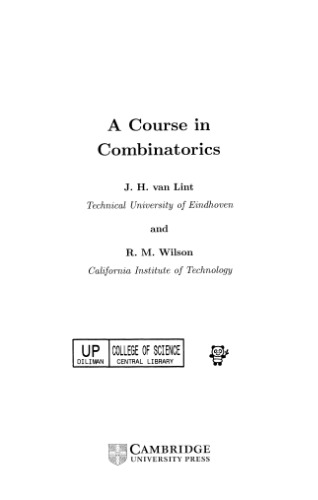 A Course in
Combinatorics
J. H. van Lint
Technical University of Eindhoven
and
R. M. Wilson
California Institute of Technology
UP COLLEGE OF SCIENCE
DILIMAN CENTRAL LIBRARY
CAMBRIDGE
UNIVERSITY PRESS